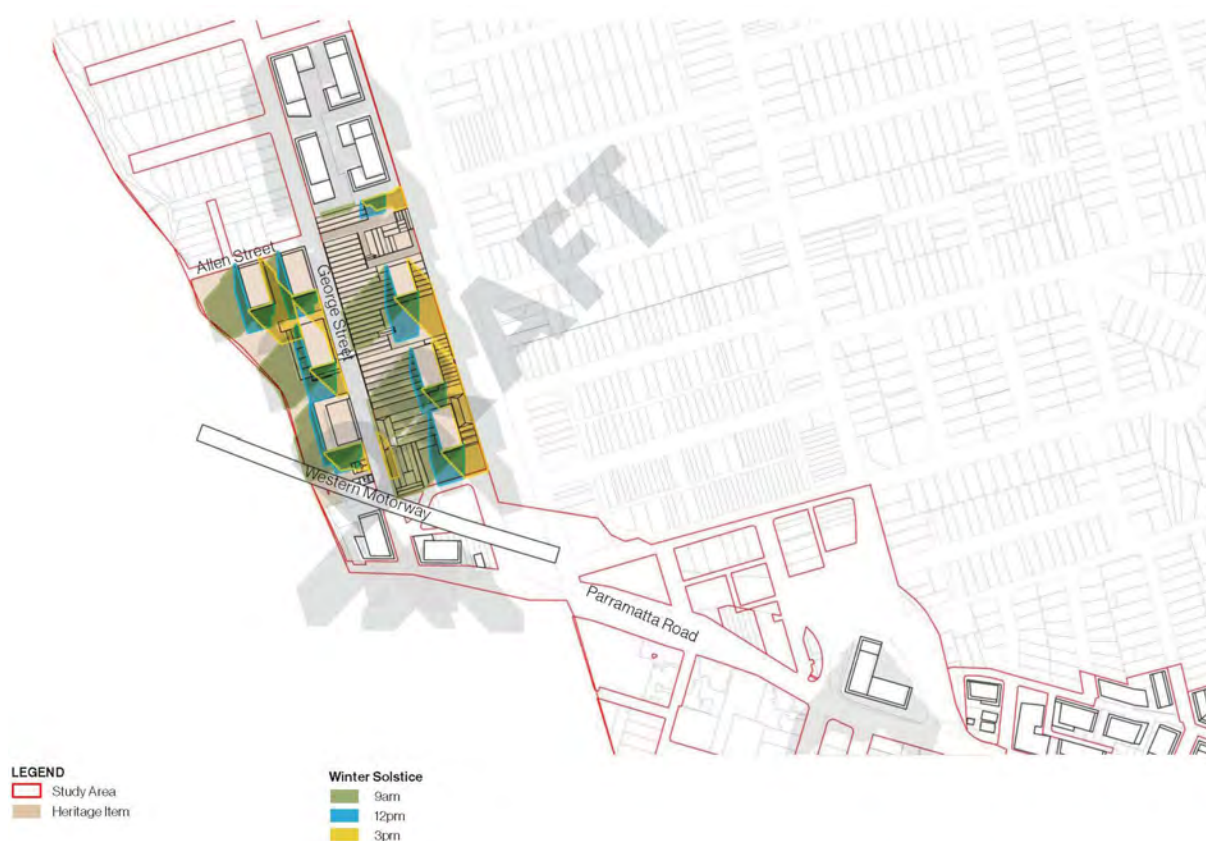 DRAFT
Allen Street
George Street
Western Motorway
Parramatta Road
LEGEND
Study Area
Heritage Item
Winter Solstice
9am
12pm
3pm